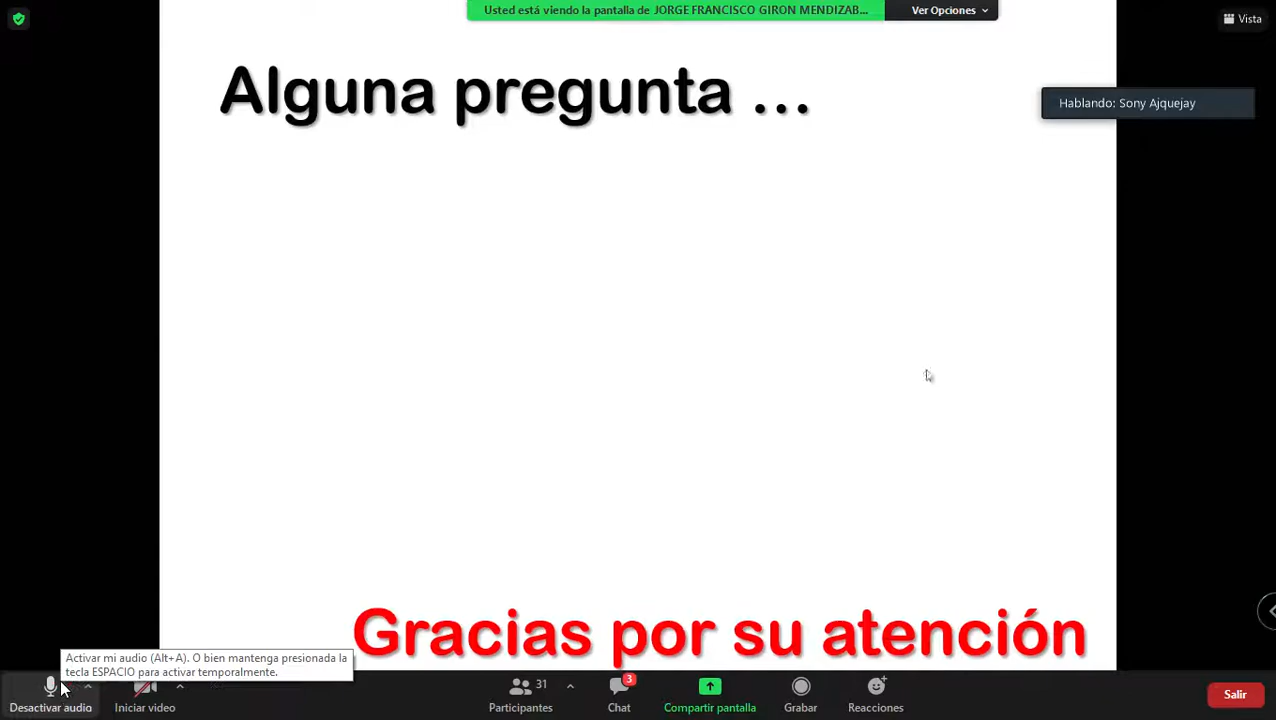 Usted está viendo la pantalla de JORGE FRANCISCO GIRON MENDIZAB...
Ver Opciones
Vista
Alguna pregunta ...
Hablando: Sony Ajquejay
Gracias por su atención
Activar mi audio (Alt+A). O bien mantenga presionada la
tecla ESPACIO para activar temporalmente.
Desactivar audio
Iniciar video
31
Participantes
3
Chat
Compartir pantalla
Grabar
Reacciones
Salir